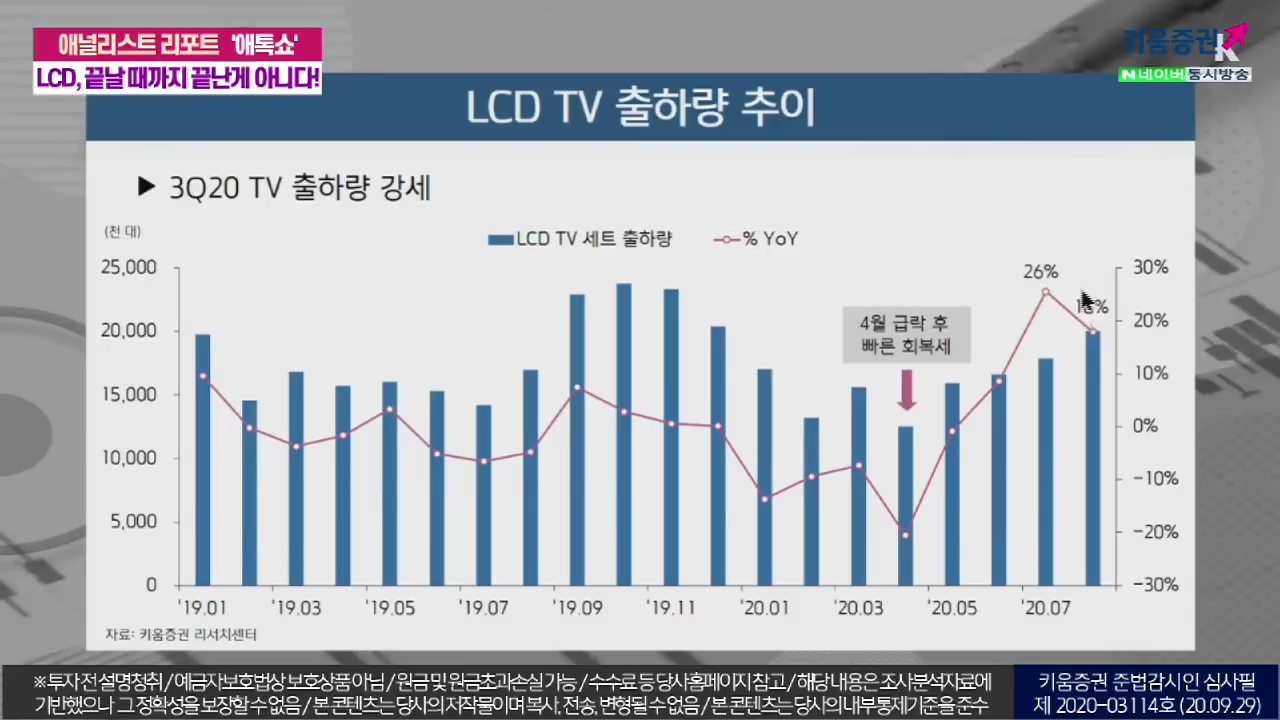 애널리스트 리포트 '애톡쇼'
LCD, 끝날 때까지 끝난게 아니다!
키움증권
N 네이버 동시방송
LCD TV 출하량 추이
▶ 3Q20 TV 출하량 강세
(천 대)
LCD TV 세트 출하량
% YoY
25,000
20,000
15,000
10,000
5,000
0
30%
20%
10%
0%
-10%
-20%
-30%
26%
4월 급락 후
빠른 회복세
'19.01 '19.03 '19.05 '19.07 '19.09 '19.11 '20.01 '20.03 '20.05 '20.07
자료: 키움증권 리서치센터
※ 투자 전 설명청취 / 예금자보호법상 보호상품 아님 / 원금 및 원금초과손실 가능 / 수수료 등 당사홈페이지 참고 / 해당 내용은 조사분석자료에
기반했으나 그 정확성을 보장할 수 없음 / 본 콘텐츠는 당사의 저작물이며 복사, 전송, 변형될 수 없음 / 본 콘텐츠는 당사의 내부통제기준을 준수
키움증권 준법감시인 심사필
제 2020-03114호 (20.09.29)